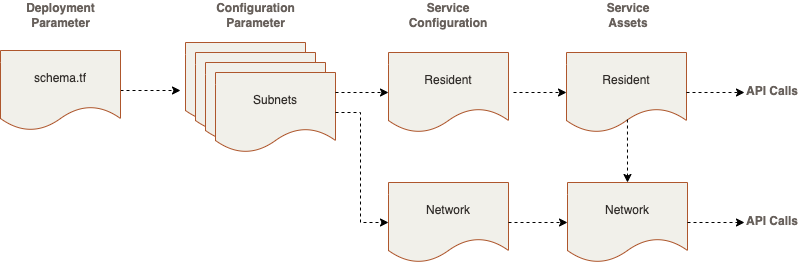 Deployment
Parameter
Configuration
Parameter
Service
Configuration
Service
Assets
schema.tf
Subnets
Resident
Resident
API Calls
Network
Network
API Calls